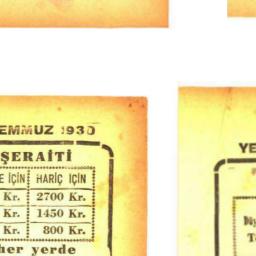 EMMUZ 1930
ŞERAİTİ
E İÇİN HARİÇ İÇİN
Kr. 2700 Kr.
Kr. 1450 Kr.
Kr. 800 Kr.
her yerde
YE